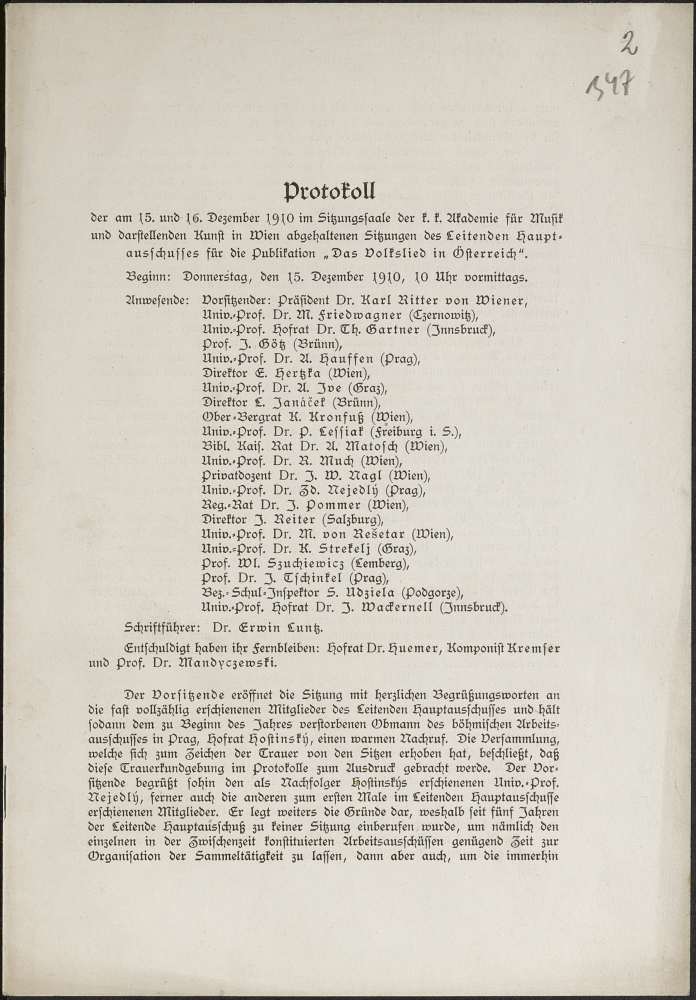 2
547
Protokoll
der am 15. und 16. Dezember 1910 im Sitzungssaale der k. k. Akademie für Musik
und darstellenden Kunst in Wien abgehaltenen Sitzungen des Leitenden Haupt-
ausschusses für die Publikation „Das Volkslied in Österreich“.
Beginn: Donnerstag, den 15. Dezember 1910, 10 Uhr vormittags.
Anwesende: Vorsitzender: Präsident Dr. Karl Ritter von Wiener,
Univ.-Prof. Dr. M. Friedwagner (Czernowitz),
Univ.-Prof. Hofrat Dr. Th. Gartner (Innsbruck),
Prof. J. Götz (Brünn),
Univ.-Prof. Dr. A. Hauffen (Prag),
Direktor E. Hertzka (Wien),
Univ.-Prof. Dr. A. Ive (Graz),
Direktor L. Janáček (Brünn),
Ober-Bergrat K. Kronfuß (Wien),
Univ.-Prof. Dr. P. Lessiak (Freiburg i. S.),
Bibl. Kais. Rat Dr. A. Matosch (Wien),
Univ.-Prof. Dr. R. Much (Wien),
Privatdozent Dr. J. W. Nagl (Wien),
Univ.-Prof. Dr. Zd. Nejedlý (Prag),
Reg.-Rat Dr. J. Pommer (Wien),
Direktor J. Reiter (Salzburg),
Univ.-Prof. Dr. M. von Rešetar (Wien),
Univ.-Prof. Dr. K. Strekelj (Graz),
Prof. Wl. Szuchiewicz (Lemberg),
Prof. Dr. J. Tschinkel (Prag),
Bez.-Schul-Inspektor S. Udziela (Podgorze),
Univ.-Prof. Hofrat Dr. J. Wackernell (Innsbruck).
Schriftführer: Dr. Erwin Luntz.
Entschuldigt haben ihr Fernbleiben: Hofrat Dr. Huemer, Komponist Kremser
und Prof. Dr. Mandyczewski.
Der Vorsitzende eröffnet die Sitzung mit herzlichen Begrüßungsworten an
die fast vollzählig erschienenen Mitglieder des Leitenden Hauptausschusses und hält
sodann dem zu Beginn des Jahres verstorbenen Obmann des böhmischen Arbeits-
ausschusses in Prag, Hofrat Hostinský, einen warmen Nachruf. Die Versammlung,
welche sich zum Zeichen der Trauer von den Sitzen erhoben hat, beschließt, daß
diese Trauerkundgebung im Protokolle zum Ausdruck gebracht werde. Der Vor-
sitzende begrüßt sohin den als Nachfolger Hostinskýs erschienenen Univ.-Prof.
Nejedlý, ferner auch die anderen zum ersten Male im Leitenden Hauptausschusse
erschienenen Mitglieder. Er legt weiters die Gründe dar, weshalb seit fünf Jahren
der Leitende Hauptausschuß zu keiner Sitzung einberufen wurde, um nämlich den
einzelnen in der Zwischenzeit konstituierten Arbeitsausschüssen genügend Zeit zur
Organisation der Sammeltätigkeit zu lassen, dann aber auch, um die immerhin